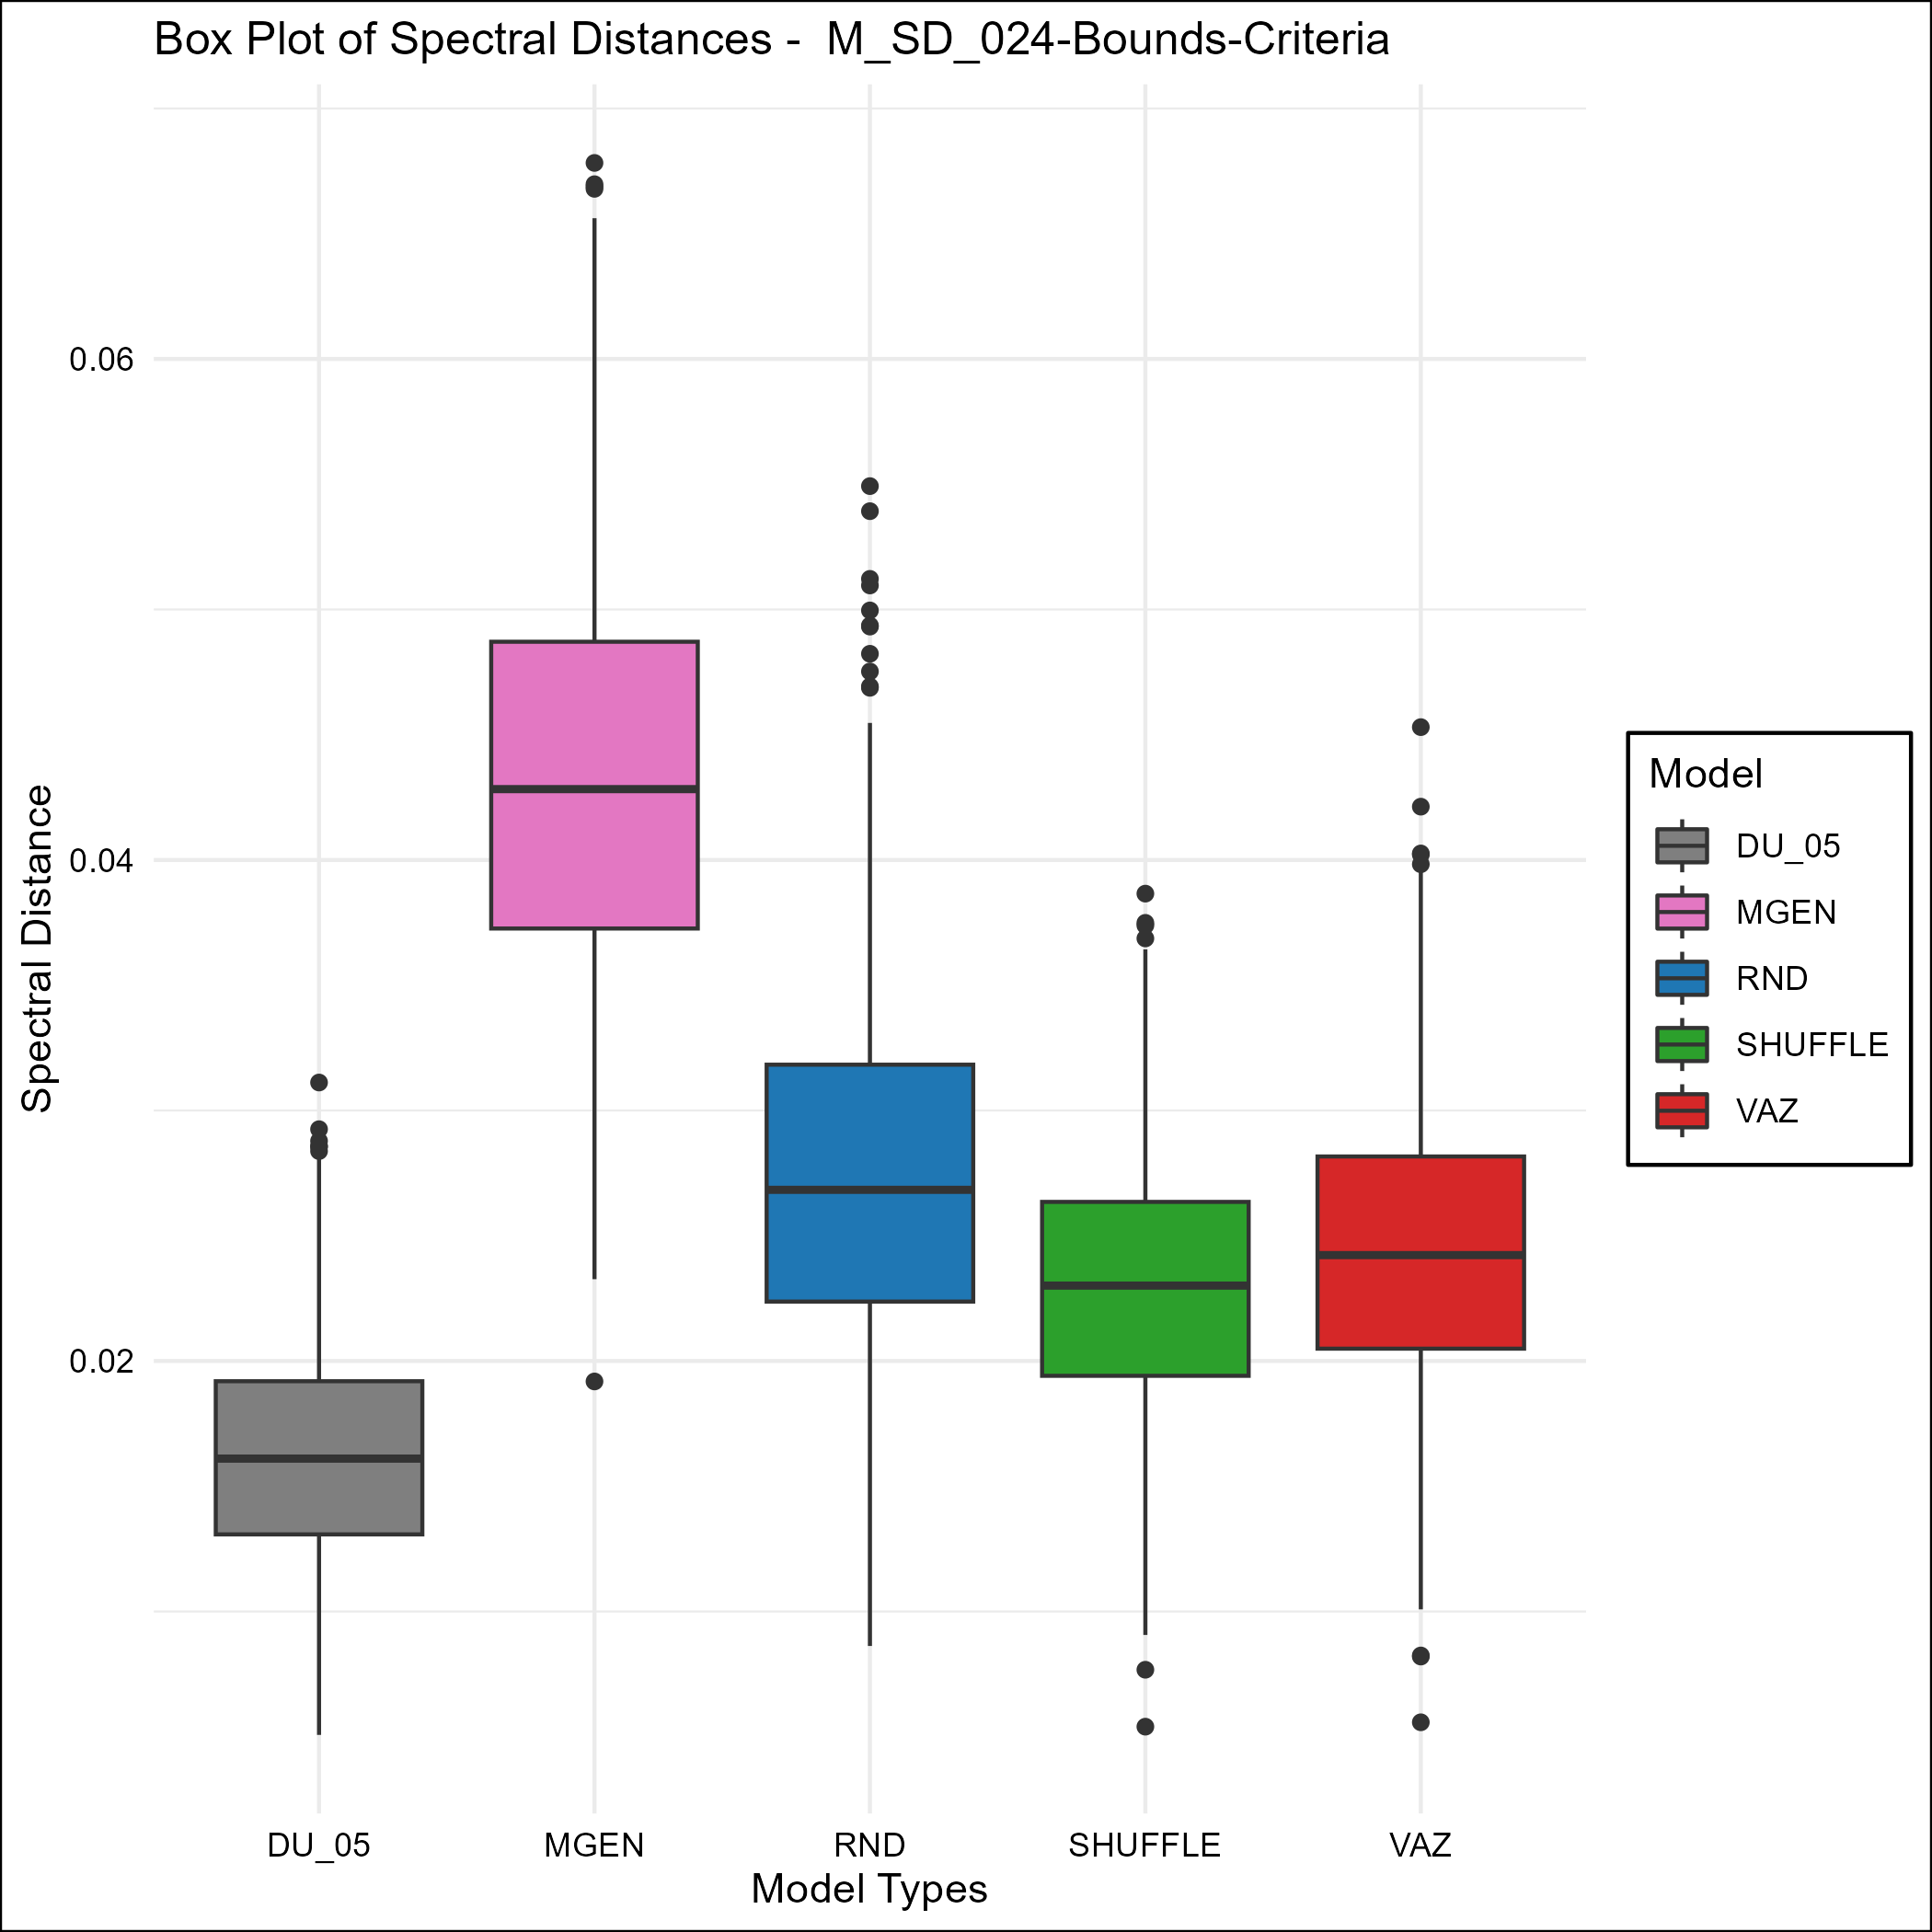 Box Plot of Spectral Distances -  M_SD_024-Bounds-Criteria
Spectral Distance
0.06
0.04
0.02
DU_05
MGEN
RND
SHUFFLE
VAZ
Model Types
Model
DU_05
MGEN
RND
SHUFFLE
VAZ